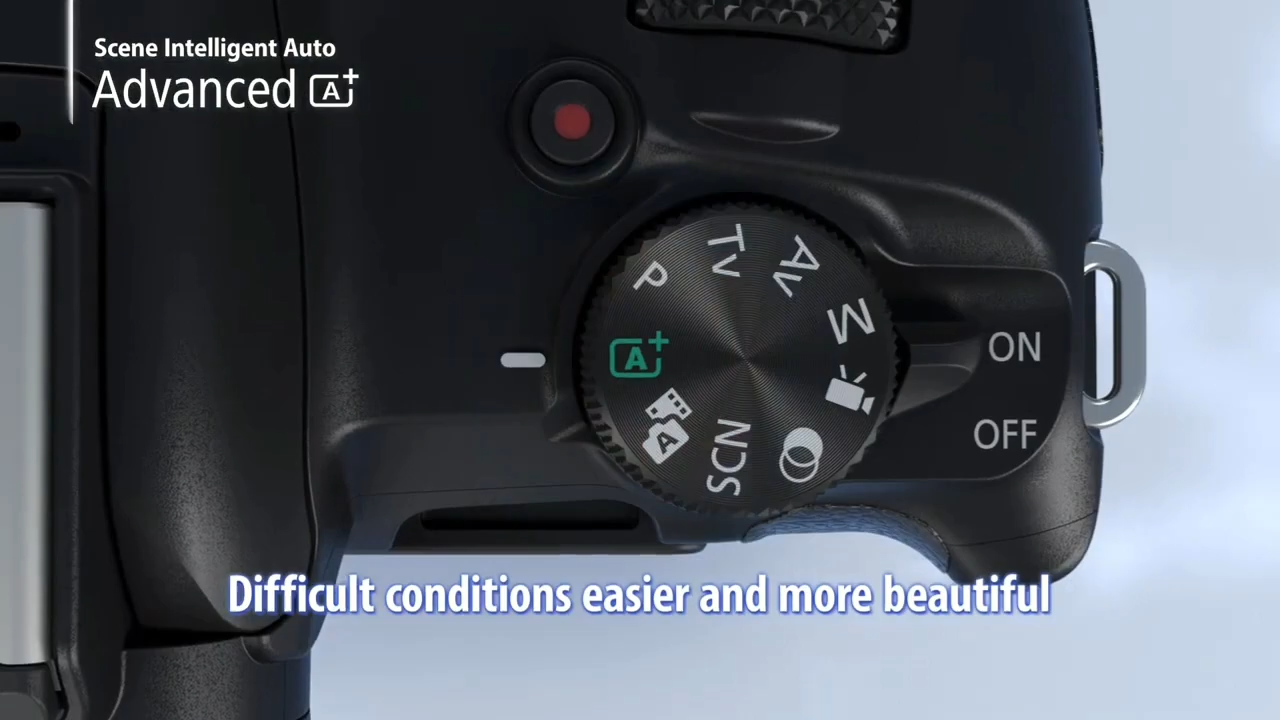 Scene Intelligent Auto
Advanced A+
Tv
Av
P
M
ON
A+
A
SCN
OFF
Difficult conditions easier and more beautiful